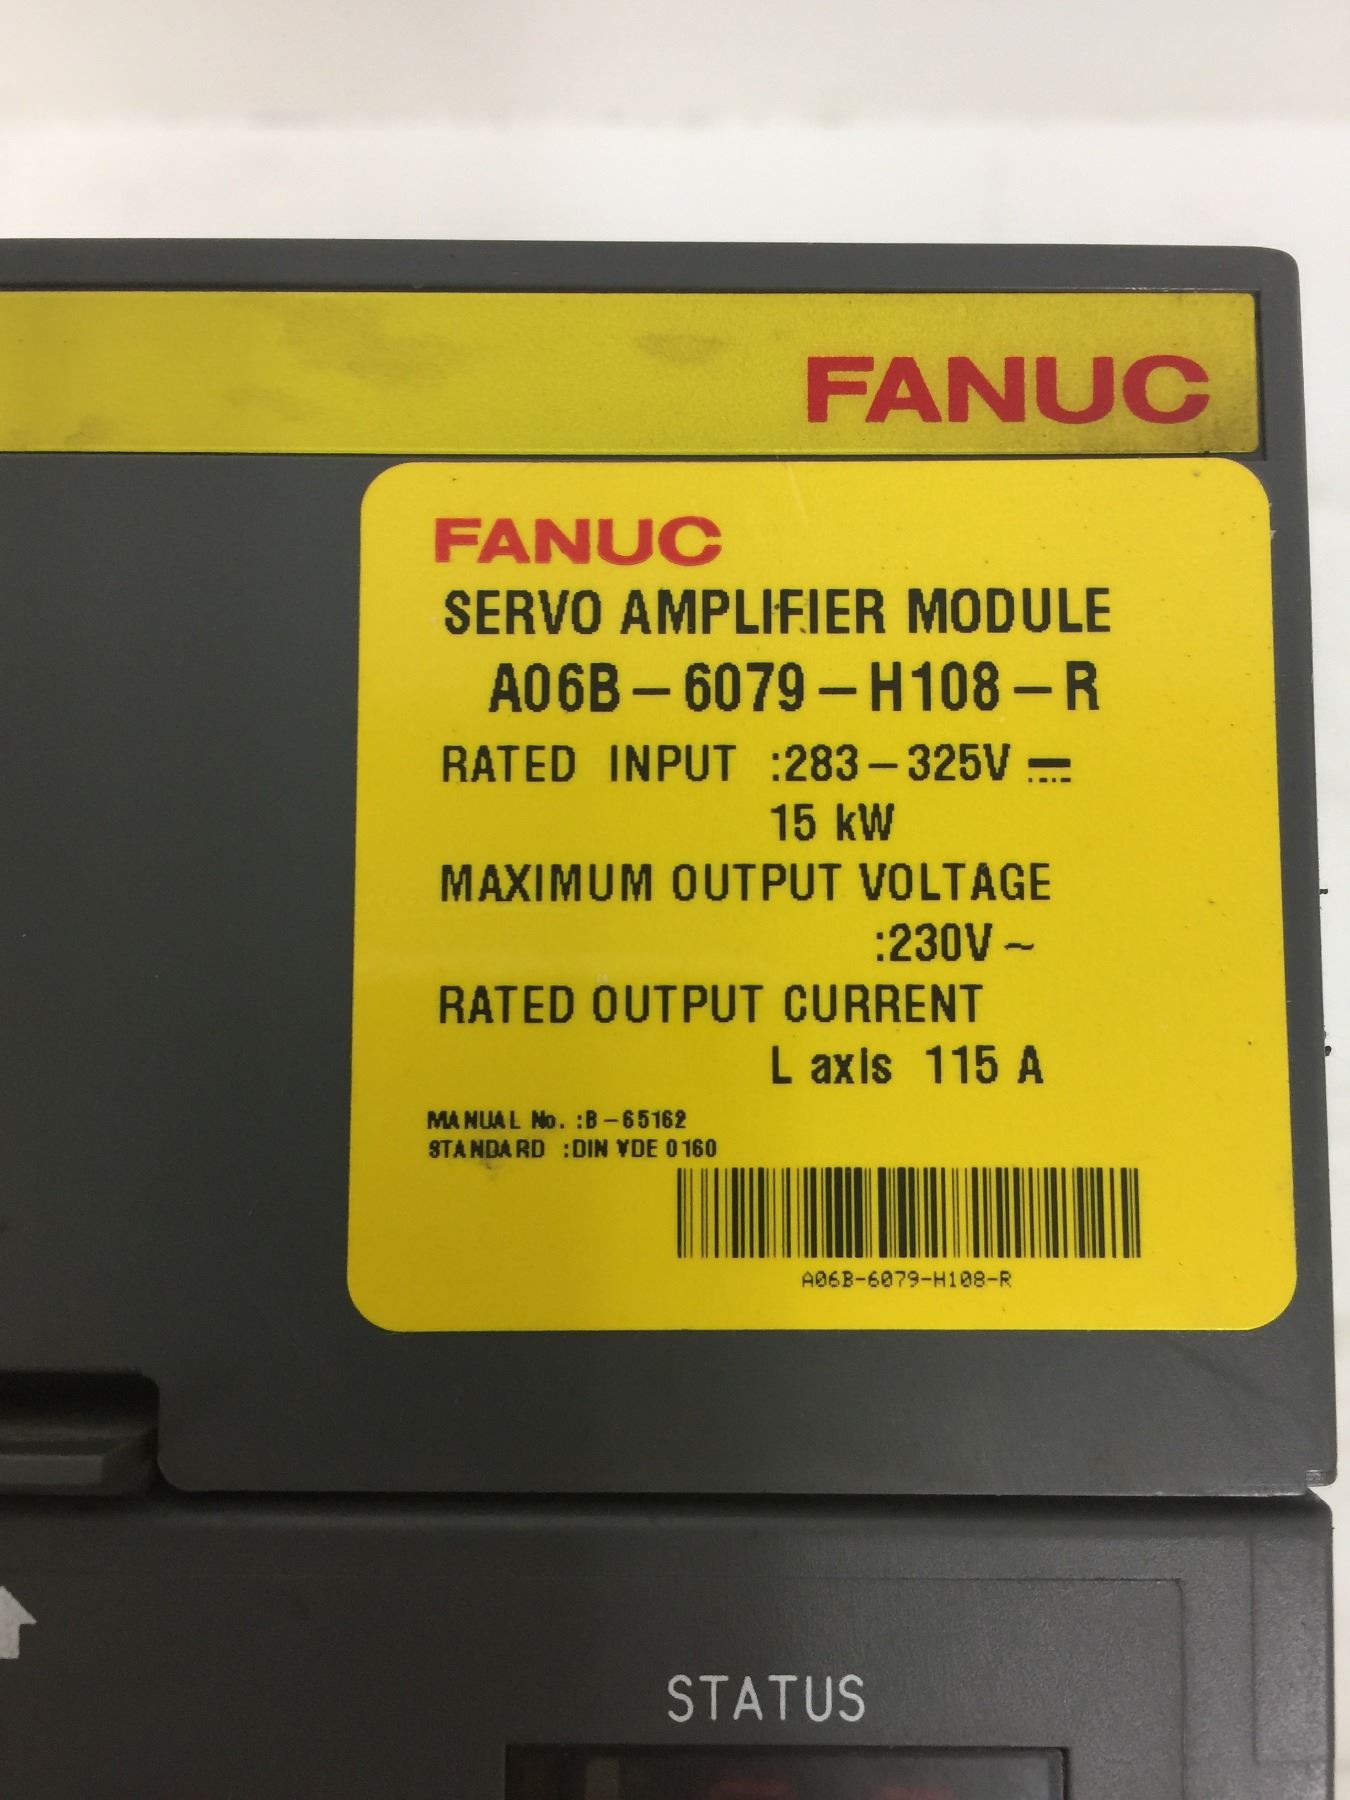 FANUC
FANUC
SERVO AMPLIFIER MODULE
A06B-6079-H108-R
RATED INPUT :283-325V ⎓
15 kW
MAXIMUM OUTPUT VOLTAGE
:230V~
RATED OUTPUT CURRENT
L axis 115 A
MANUAL No. :B-65162
STANDARD :DIN VDE 0160
A06B-6079-H108-R
STATUS